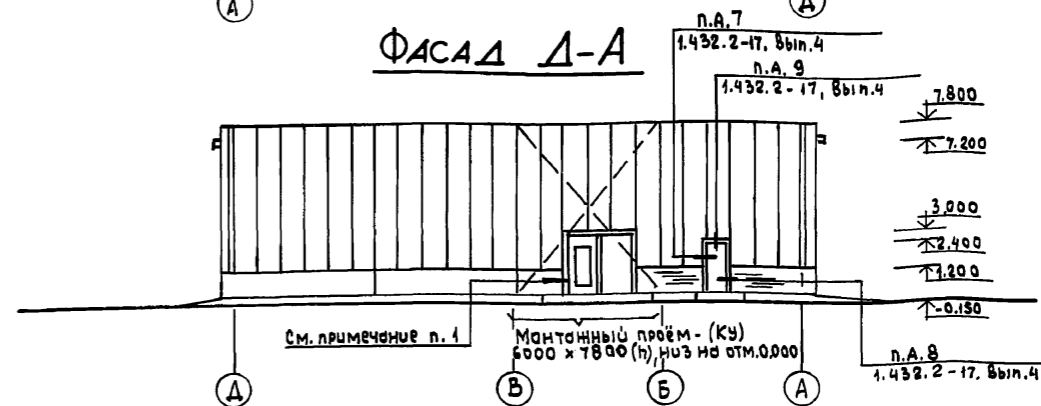 А
Д
Фасад Д-А
п.А.7
1.432.2-17, Вып.4
п.А.9
1.432.2-17, Вып.4
7.800
7.200
3,000
2,400
1.200
-0.150
См. примечание п.1
Монтажный проём-(КУ)
6000 x 7800 (h), низ на отм.0,000
п.А.8
1.432.2-17, Вып.4
Д
В
Б
А